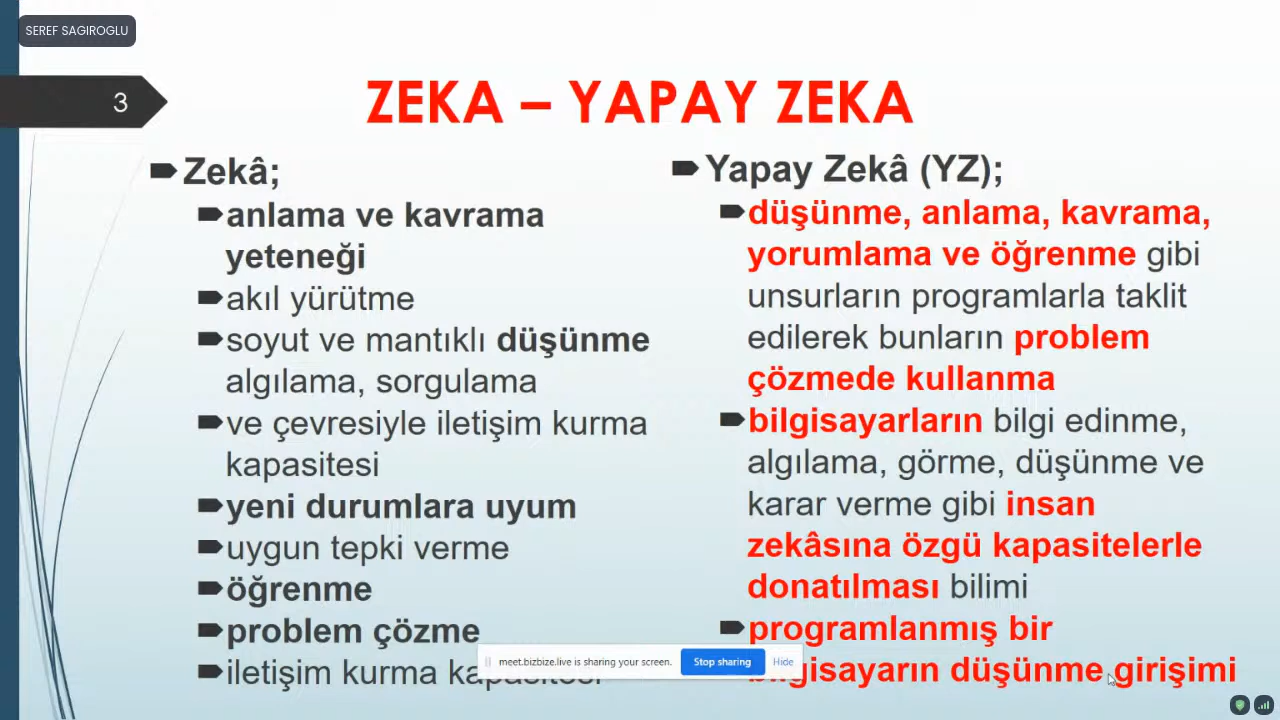 SEREF SAGIROGLU
3
ZEKA – YAPAY ZEKA
Zekâ;
anlama ve kavrama
yeteneği
akıl yürütme
soyut ve mantıklı düşünme
algılama, sorgulama
ve çevresiyle iletişim kurma
kapasitesi
yeni durumlara uyum
uygun tepki verme
öğrenme
problem çözme
iletişim kurma kapasitesi
Yapay Zekâ (YZ);
düşünme, anlama, kavrama,
yorumlama ve öğrenme gibi
unsurların programlarla taklit
edilerek bunların problem
çözmede kullanma
bilgisayarların bilgi edinme,
algılama, görme, düşünme ve
karar verme gibi insan
zekâsına özgü kapasitelerle
donatılması bilimi
programlanmış bir
bilgisayarın düşünme girişimi
meet.bizbize.live is sharing your screen. Stop sharing Hide